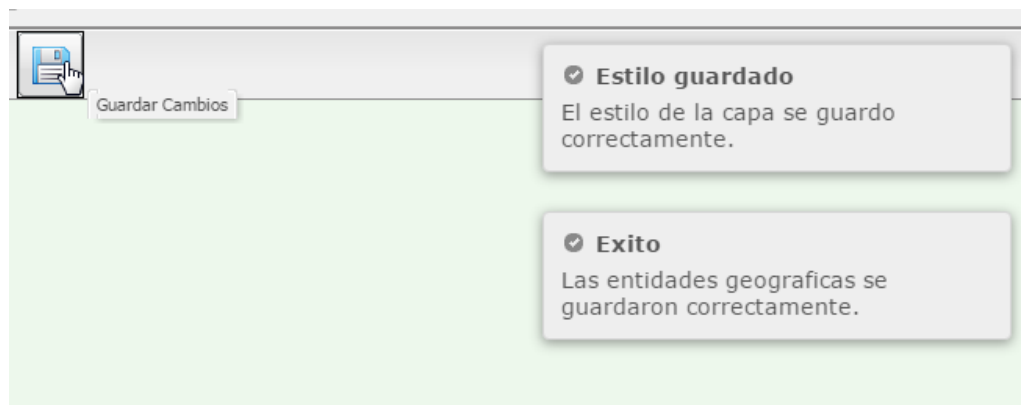 Guardar Cambios
Estilo guardado
El estilo de la capa se guardo
correctamente.
Exito
Las entidades geograficas se
guardaron correctamente.